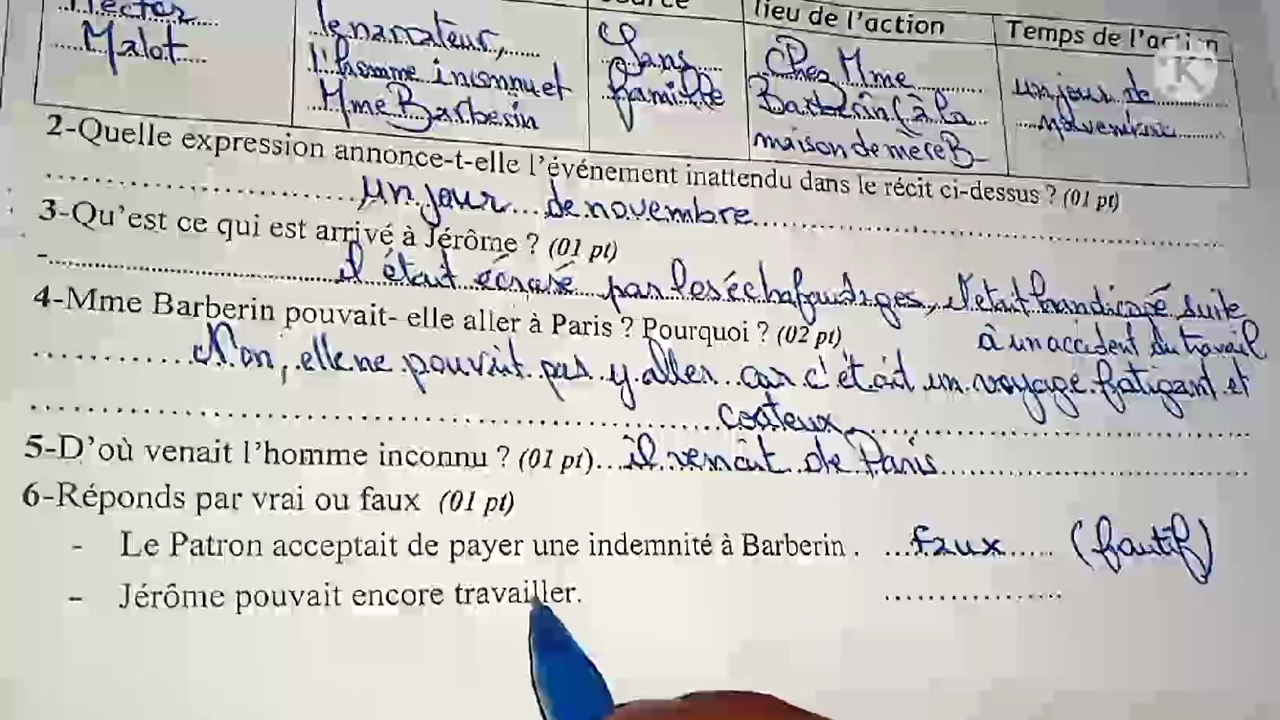 Hector
Malot
le narrateur,
l'homme inconnu et
Mme Barberin
Sans
famille
lieu de l'action
Chez Mme
Barberin (à la
maison de mère B-
Temps de l'action
un jour de
novembre
K
2-Quelle expression annonce-t-elle l'événement inattendu dans le récit ci-dessus ? (01 pt)
un jour de novembre
3-Qu'est ce qui est arrivé à Jérôme ? (01 pt)
- il était écrasé par les échafaudages, s'était handicapé suite
à un accident du travail
4-Mme Barberin pouvait- elle aller à Paris ? Pourquoi ? (02 pt)
Non, elle ne pouvait pas y aller car c'était un voyage fatigant et
coûteux
5-D'où venait l'homme inconnu ? (01 pt) il venait de Paris
6-Réponds par vrai ou faux (01 pt)
- Le Patron acceptait de payer une indemnité à Barberin . faux (fautif)
- Jérôme pouvait encore travailler.